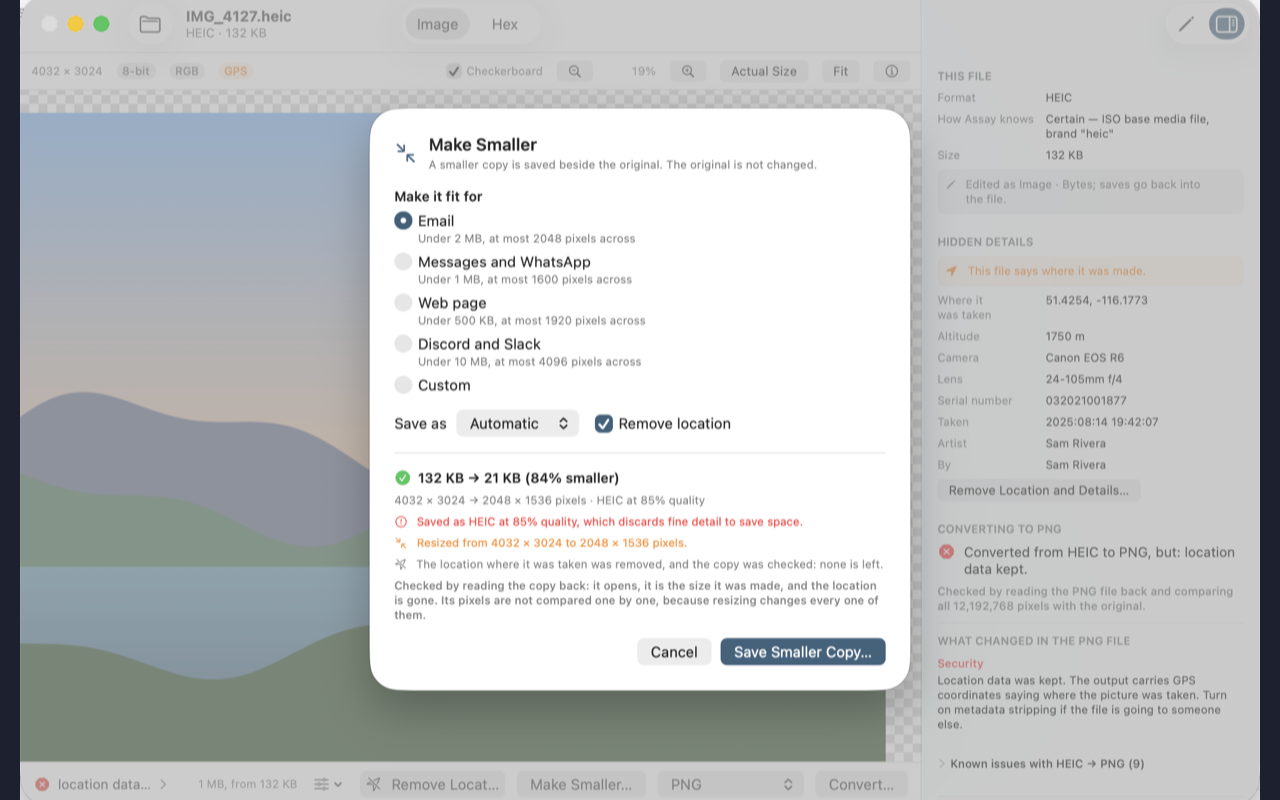 IMG_4127.heic
HEIC · 132 KB
Image
Hex
4032 × 3024
8-bit
RGB
GPS
Checkerboard
19%
Actual Size
Fit
Make Smaller
A smaller copy is saved beside the original. The original is not changed.
Make it fit for
Email
Under 2 MB, at most 2048 pixels across
Messages and WhatsApp
Under 1 MB, at most 1600 pixels across
Web page
Under 500 KB, at most 1920 pixels across
Discord and Slack
Under 10 MB, at most 4096 pixels across
Custom
Save as
Automatic
Remove location
132 KB → 21 KB (84% smaller)
4032 × 3024 → 2048 × 1536 pixels · HEIC at 85% quality
Saved as HEIC at 85% quality, which discards fine detail to save space.
Resized from 4032 × 3024 to 2048 × 1536 pixels.
The location where it was taken was removed, and the copy was checked: none is left.
Checked by reading the copy back: it opens, it is the size it was made, and the location
is gone. Its pixels are not compared one by one, because resizing changes every one of
them.
Cancel
Save Smaller Copy...
THIS FILE
Format
HEIC
How Assay knows
Certain — ISO base media file,
brand "heic"
Size
132 KB
Edited as Image · Bytes; saves go back into
the file.
HIDDEN DETAILS
This file says where it was made.
Where it
was taken
51.4254, -116.1773
Altitude
1750 m
Camera
Canon EOS R6
Lens
24-105mm f/4
Serial number
032021001877
Taken
2025:08:14 19:42:07
Artist
Sam Rivera
By
Sam Rivera
Remove Location and Details...
CONVERTING TO PNG
Converted from HEIC to PNG, but: location
data kept.
Checked by reading the PNG file back and comparing
all 12,192,768 pixels with the original.
WHAT CHANGED IN THE PNG FILE
Security
Location data was kept. The output carries GPS
coordinates saying where the picture was taken. Turn
on metadata stripping if the file is going to someone
else.
Known issues with HEIC → PNG (9)
location data...
1 MB, from 132 KB
Remove Locat...
Make Smaller...
PNG
Convert...